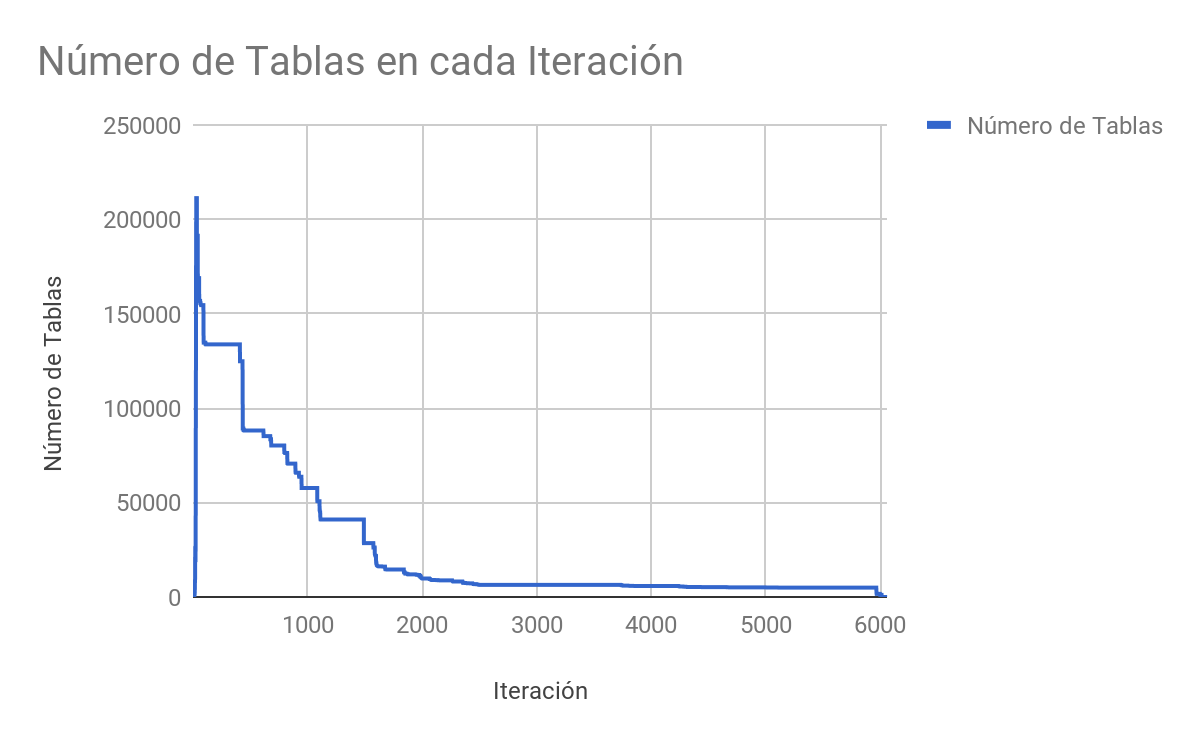 Número de Tablas en cada Iteración
Número de Tablas
250000
200000
150000
100000
50000
0
Número de Tablas
1000 2000 3000 4000 5000 6000
Iteración